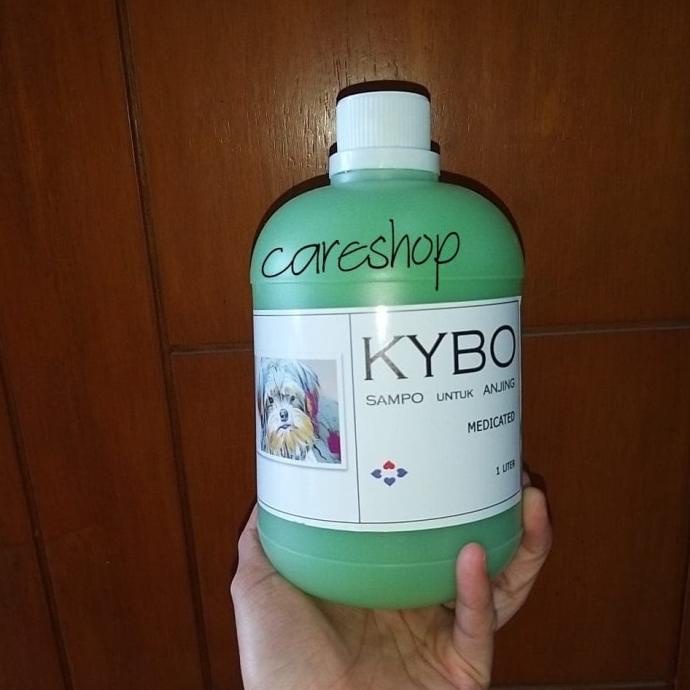 careshop
KYBO
SAMPO UNTUK ANJING
MEDICATED
1 LITER